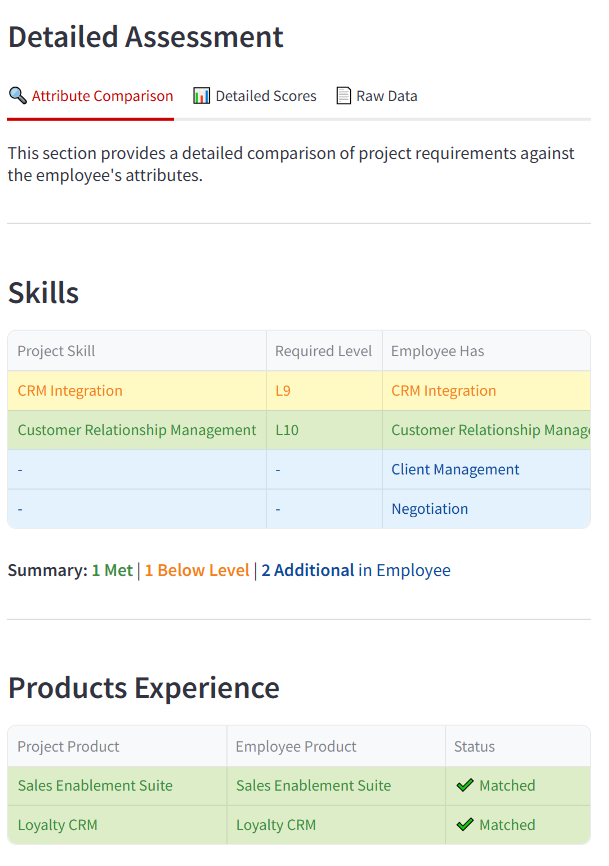 Detailed Assessment
Attribute Comparison Detailed Scores Raw Data
This section provides a detailed comparison of project requirements against
the employee's attributes.
Skills
Project Skill Required Level Employee Has
CRM Integration L9 CRM Integration
Customer Relationship Management L10 Customer Relationship Manage
- - Client Management
- - Negotiation
Summary: 1 Met | 1 Below Level | 2 Additional in Employee
Products Experience
Project Product Employee Product Status
Sales Enablement Suite Sales Enablement Suite ✔ Matched
Loyalty CRM Loyalty CRM ✔ Matched